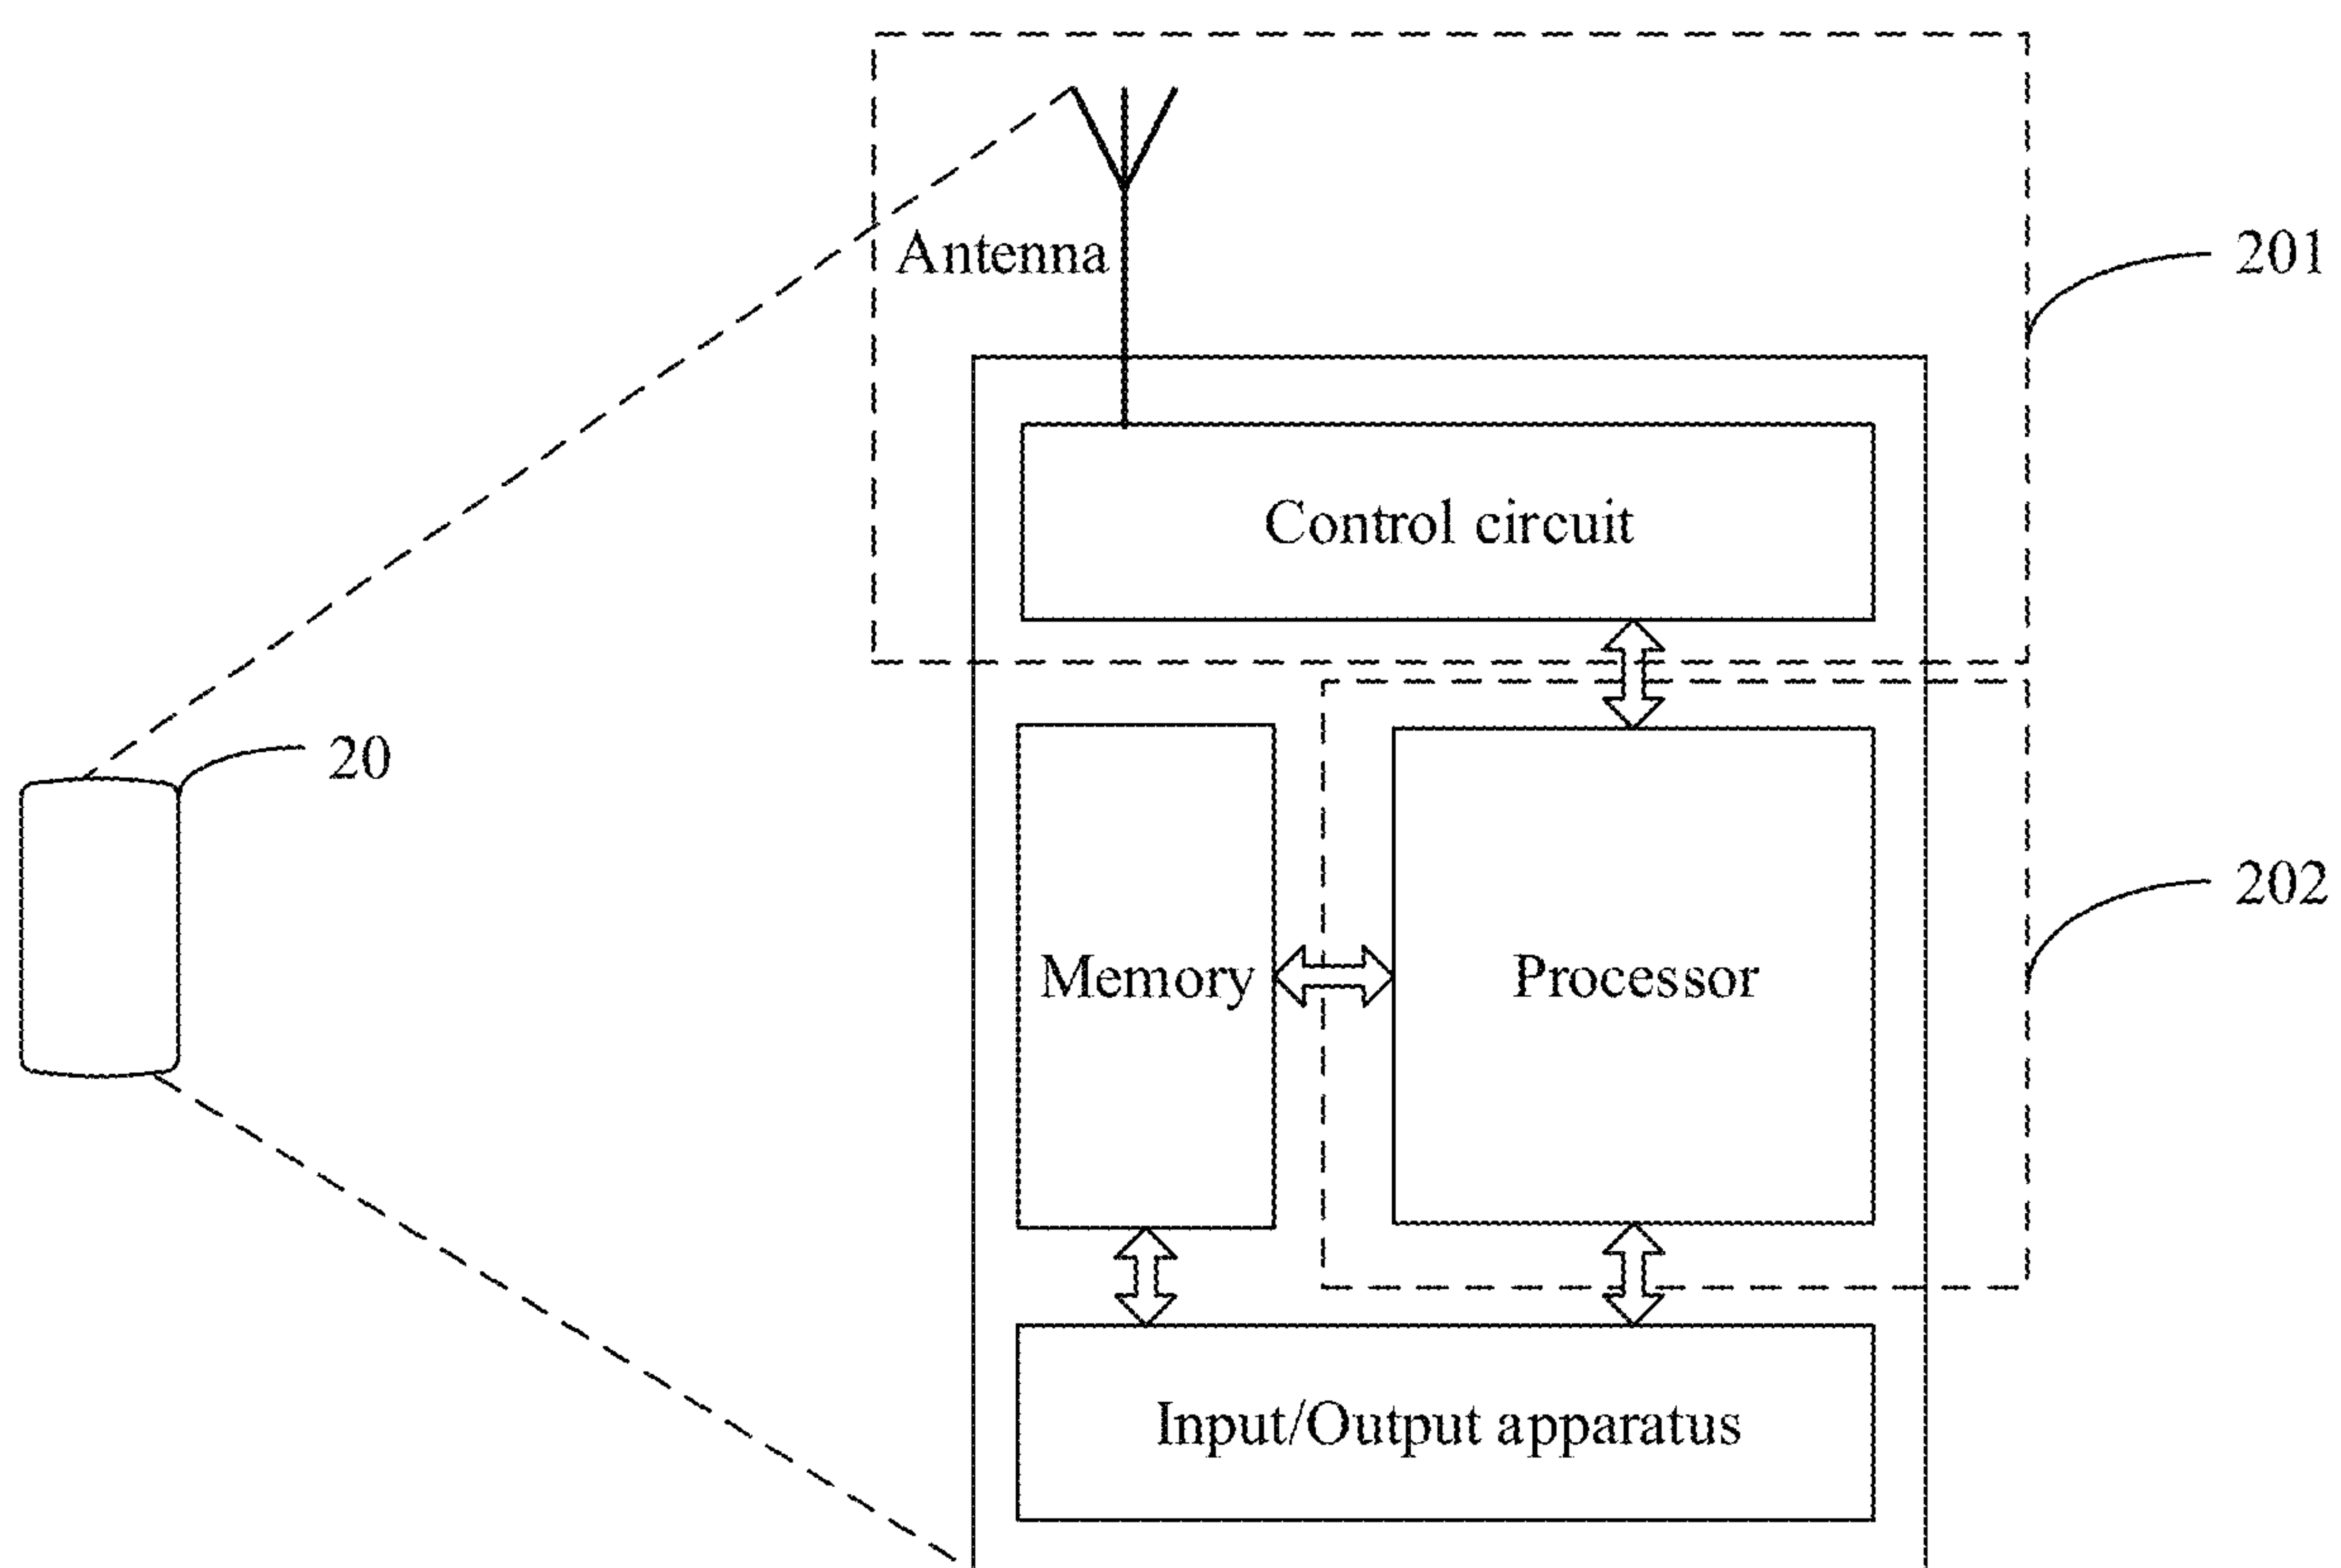 Antenna
201
Control circuit
20
202
Memory
Processor
Input/Output apparatus